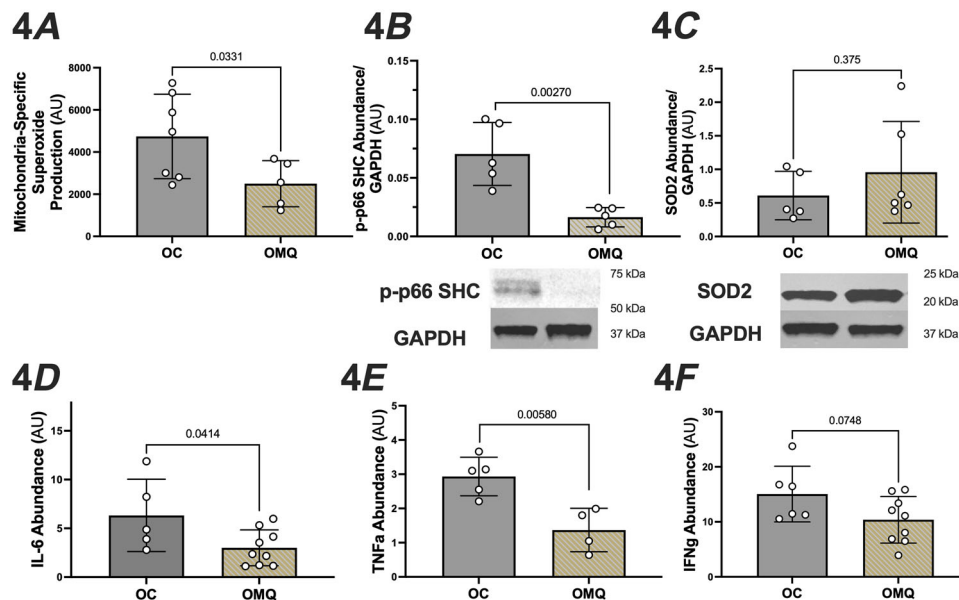 4A
Mitochondria-Specific
Superoxide
Production (AU)
8000
6000
4000
2000
0
0.0331
OC
OMQ
4B
p-p66 SHC Abundance/
GAPDH (AU)
0.15
0.10
0.05
0.00
0.00270
OC
OMQ
p-p66 SHC
75 kDa
50 kDa
GAPDH
37 kDa
4C
SOD2 Abundance/
GAPDH (AU)
2.5
2.0
1.5
1.0
0.5
0.0
0.375
OC
OMQ
SOD2
25 kDa
20 kDa
GAPDH
37 kDa
4D
IL-6 Abundance (AU)
15
10
5
0
0.0414
OC
OMQ
4E
TNFa Abundance (AU)
5
4
3
2
1
0
0.00580
OC
OMQ
4F
IFNg Abundance (AU)
30
20
10
0
0.0748
OC
OMQ